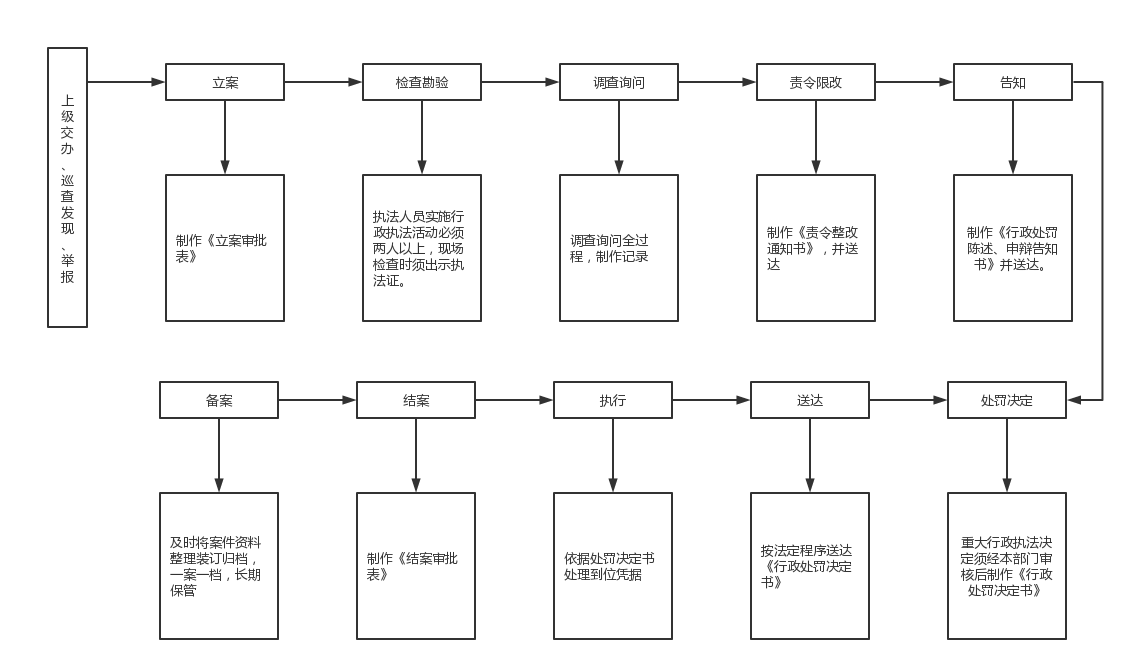 上级交办、巡查发现、举报
立案
检查勘验
调查询问
责令限改
告知
制作《立案审批
表》
执法人员实施行
政执法活动必须
两人以上，现场
检查时须出示执
法证。
调查询问全过
程，制作记录
制作《责令整改
通知书》，并送
达
制作《行政处罚
陈述、申辩告知
书》并送达。
备案
结案
执行
送达
处罚决定
及时将案件资料
整理装订归档，
一案一档，长期
保管
制作《结案审批
表》
依据处罚决定书
处理到位凭据
按法定程序送达
《行政处罚决定
书》
重大行政执法决
定须经本部门审
核后制作《行政
处罚决定书》